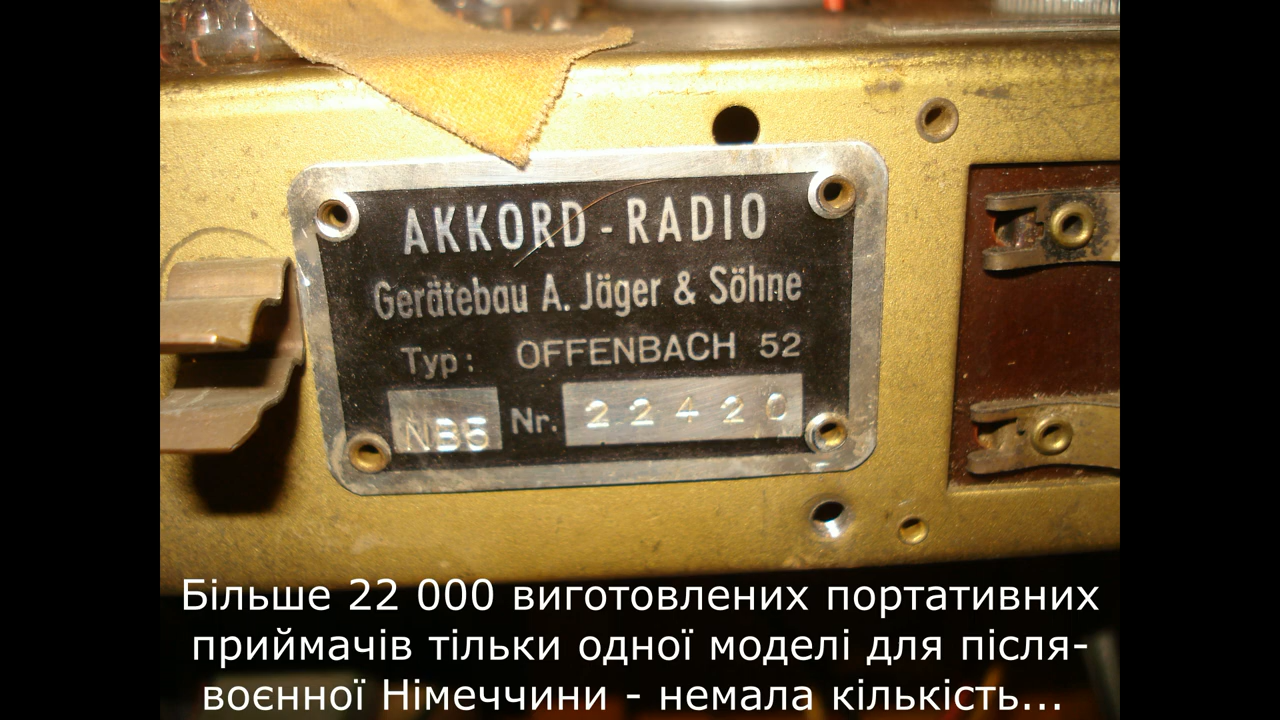 AKKORD - RADIO
Gerätebau A. Jäger & Söhne
Typ: OFFENBACH 52
NB5 Nr. 22420
Більше 22 000 виготовлених портативних
приймачів тільки одної моделі для після-
воєнної Німеччини - немала кількість...